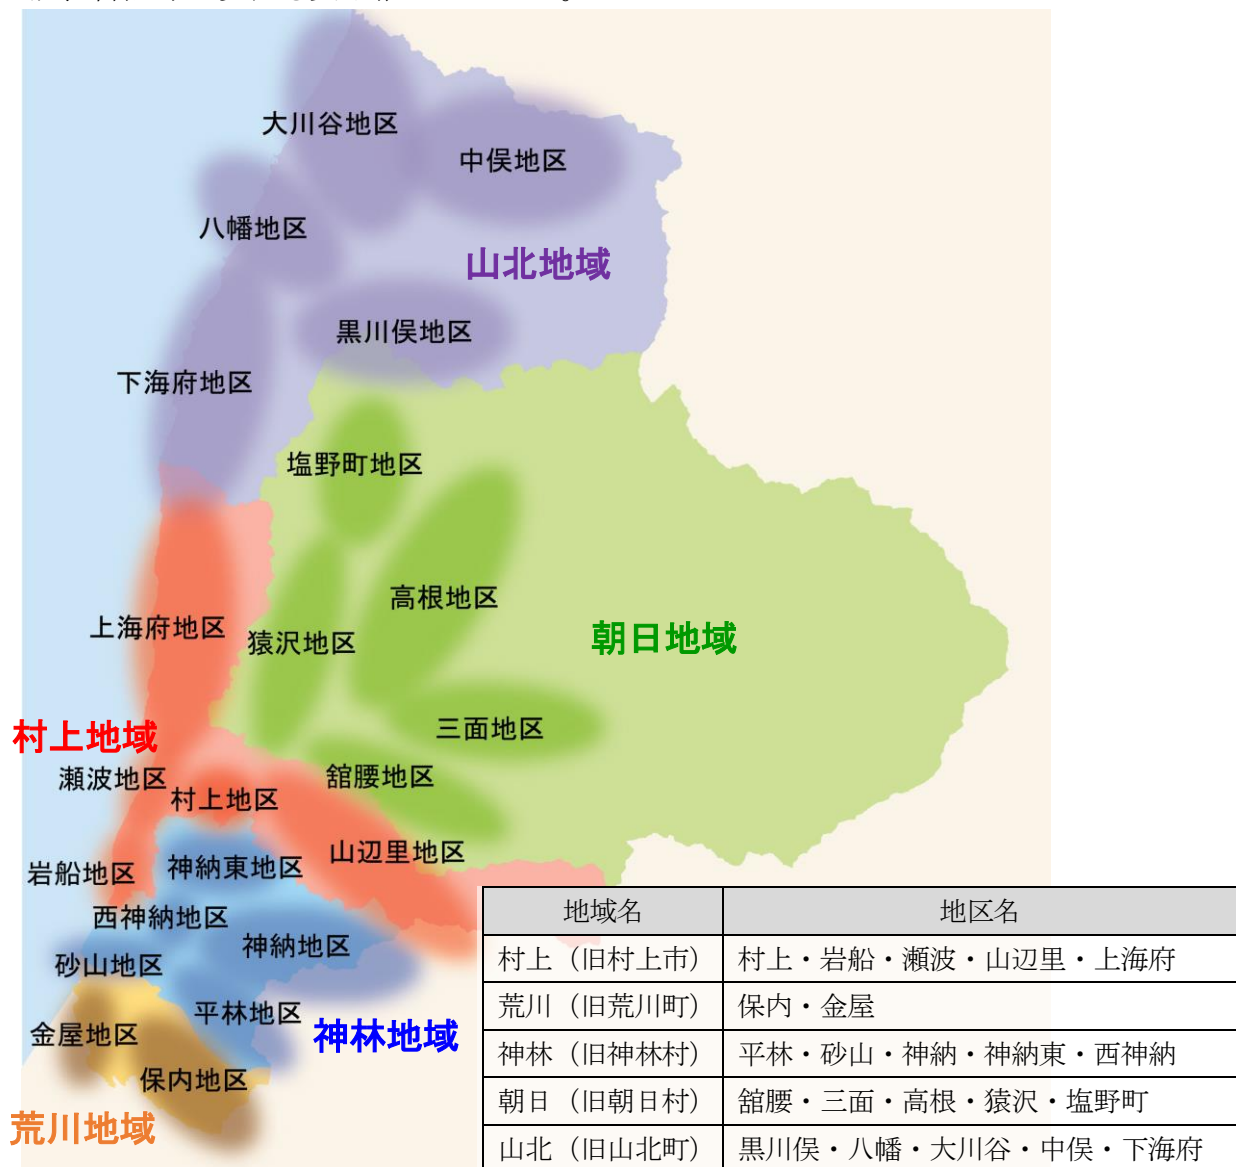 大川谷地区
中俣地区
八幡地区
山北地域
黒川俣地区
下海府地区
塩野町地区
高根地区
上海府地区
猿沢地区
朝日地域
三面地区
村上地域
瀬波地区
舘腰地区
村上地区
山辺里地区
岩船地区
神納東地区
西神納地区
神納地区
砂山地区
平林地区
金屋地区
神林地域
保内地区
荒川地域
地域名 地区名
村上（旧村上市） 村上・岩船・瀬波・山辺里・上海府
荒川（旧荒川町） 保内・金屋
神林（旧神林村） 平林・砂山・神納・神納東・西神納
朝日（旧朝日村） 舘腰・三面・高根・猿沢・塩野町
山北（旧山北町） 黒川俣・八幡・大川谷・中俣・下海府